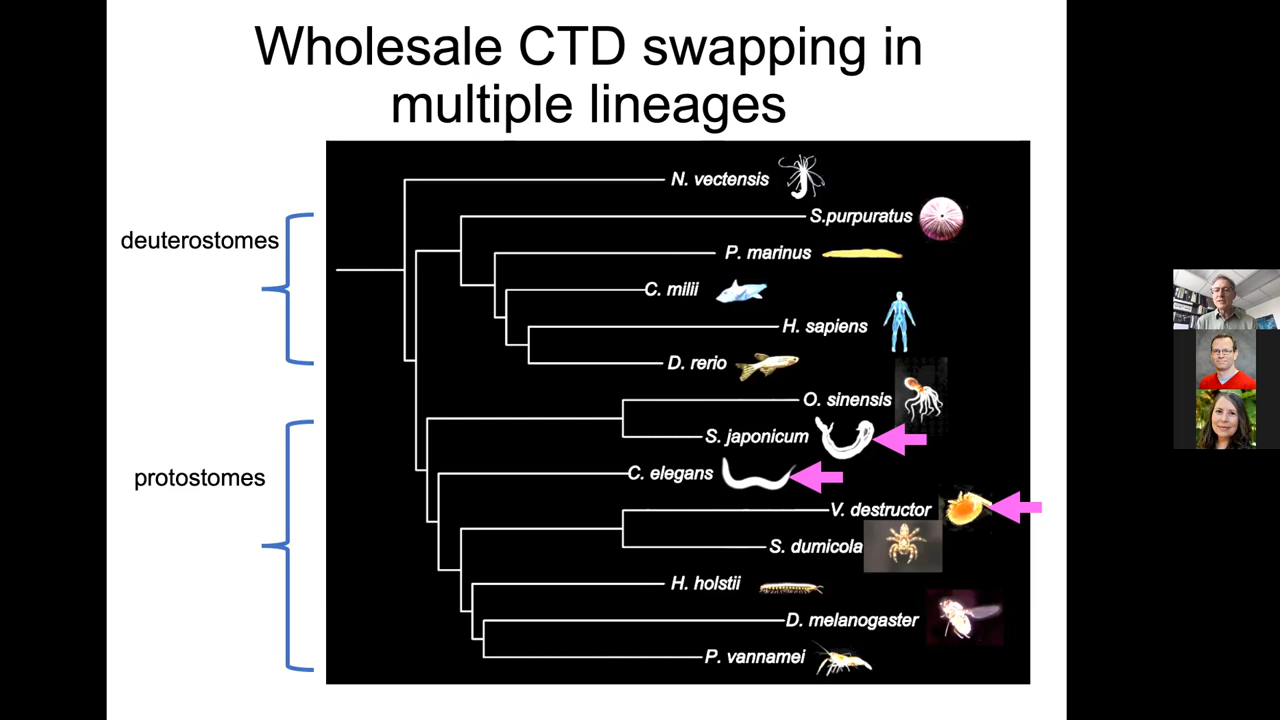 Wholesale CTD swapping in
multiple lineages
deuterostomes
protostomes
N. vectensis
S.purpuratus
P. marinus
C. milii
H. sapiens
D. rerio
O. sinensis
S. japonicum
C. elegans
V. destructor
S. dumicola
H. holstii
D. melanogaster
P. vannamei